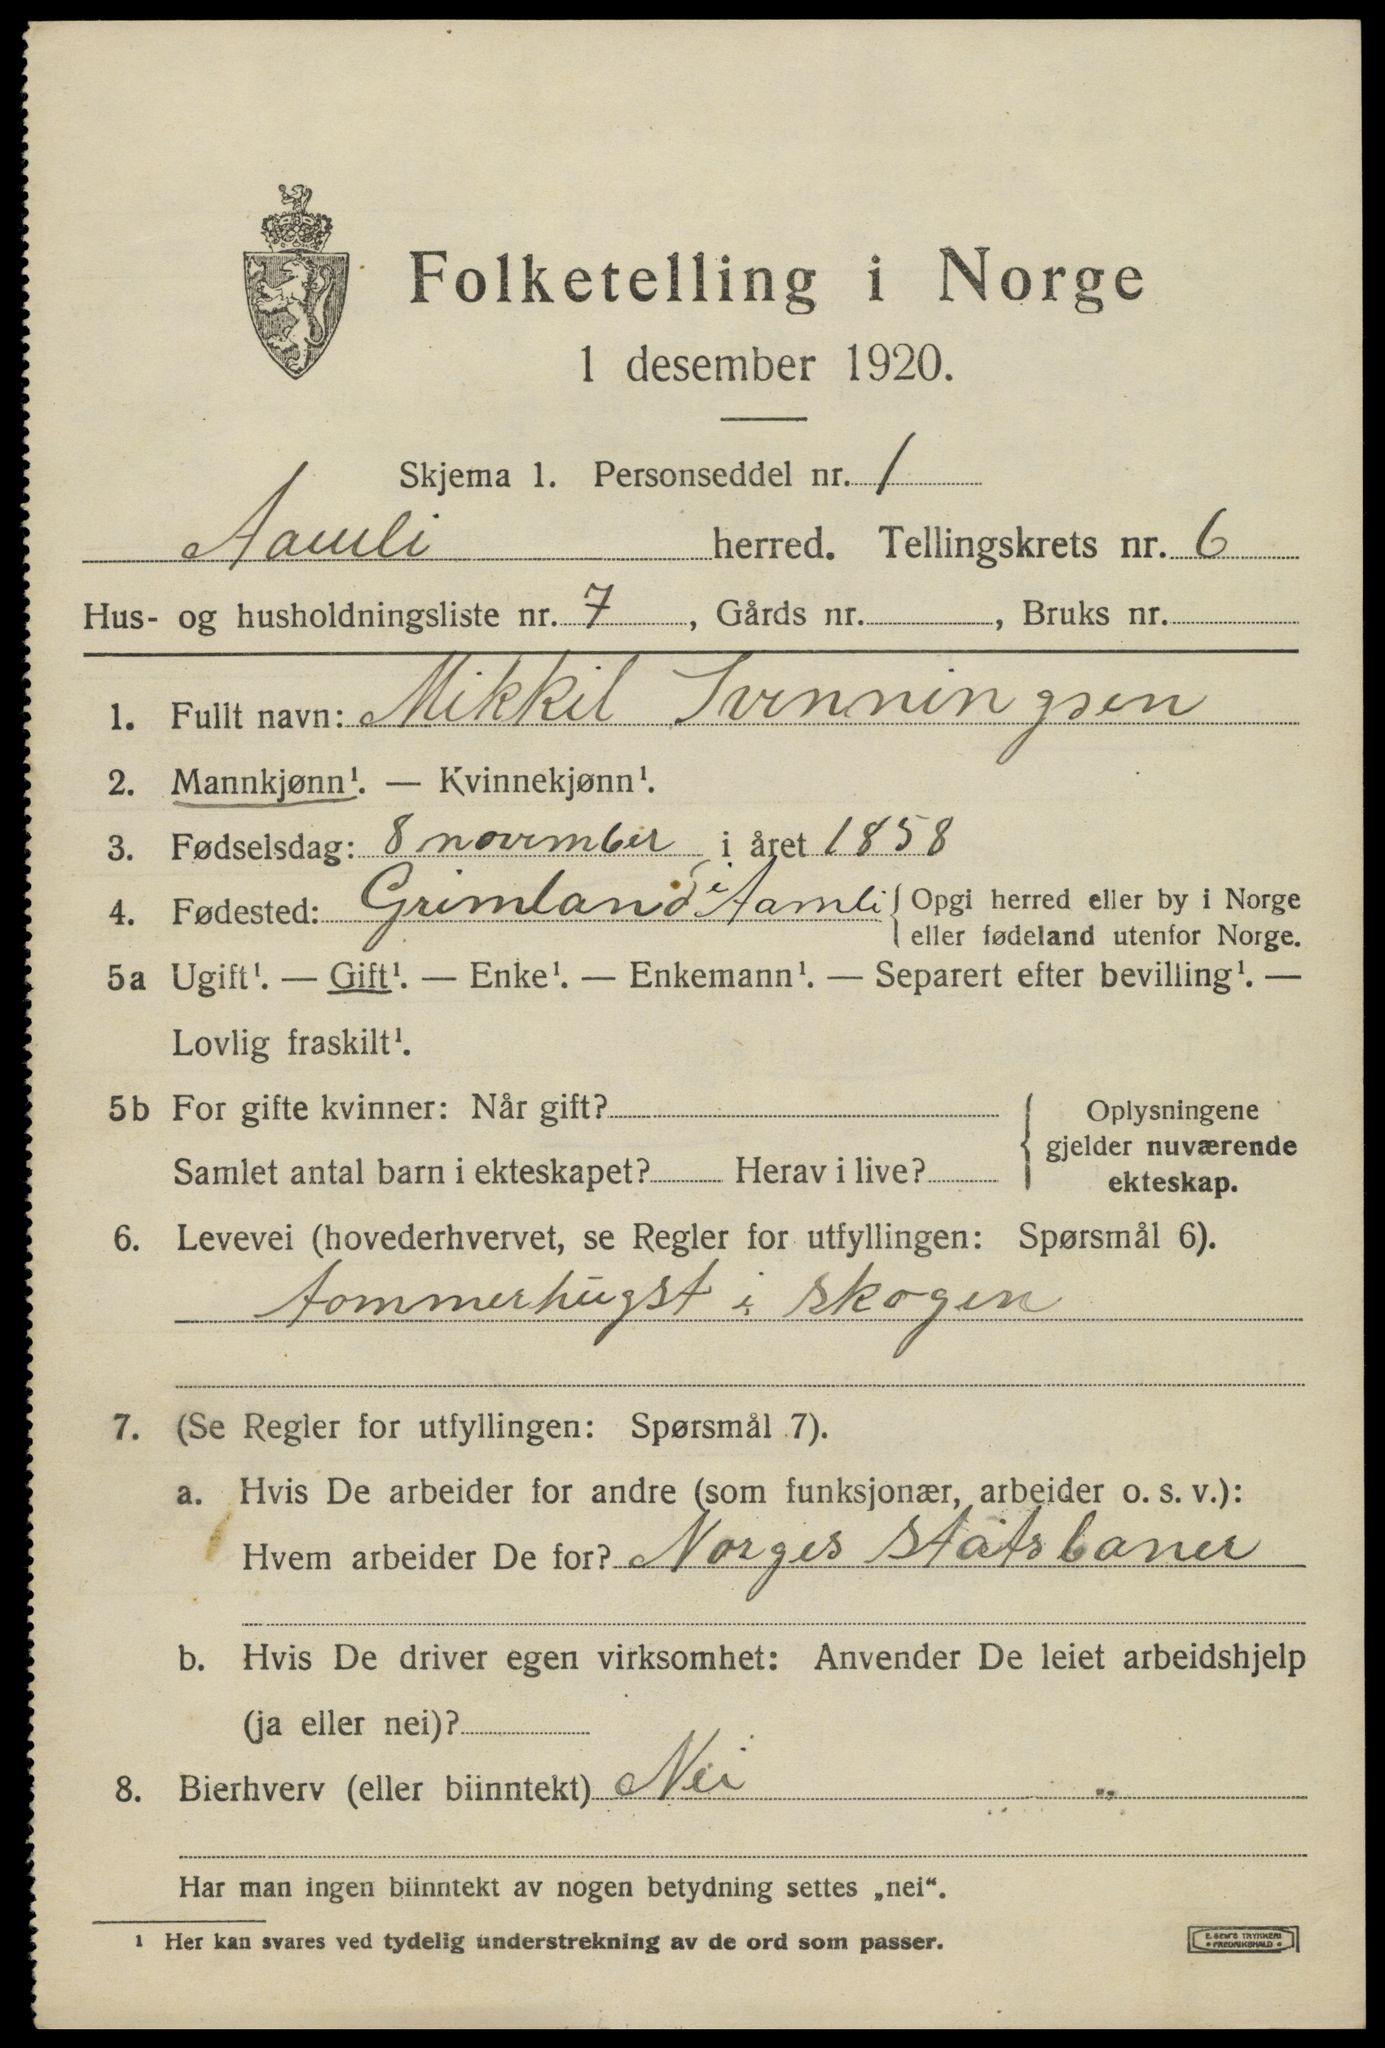 Folketelling i Norge
1 desember 1920.
Skjema 1. Personseddel nr. 1
Aamli herred. Tellingskrets nr. 6
Hus- og husholdningsliste nr. 7, Gårds nr. , Bruks nr.
1. Fullt navn: Mikkil Svenningsen
2. Mannkjønn¹. — Kvinnekjønn¹.
3. Fødselsdag: 8 november i året 1858
4. Fødested: Grimland i Aamli { Opgi herred eller by i Norge
eller fødeland utenfor Norge.
5a Ugift¹. — Gift¹. — Enke¹. — Enkemann¹. — Separert efter bevilling¹. —
Lovlig fraskilt¹.
5b For gifte kvinner: Når gift?
Samlet antal barn i ekteskapet? Herav i live?
{ Oplysningene
gjelder nuværende
ekteskap.
6. Levevei (hovederhvervet, se Regler for utfyllingen: Spørsmål 6).
tommerhugst i skogen
7. (Se Regler for utfyllingen: Spørsmål 7).
a. Hvis De arbeider for andre (som funksjonær, arbeider o. s. v.):
Hvem arbeider De for? Norges statsbaner
b. Hvis De driver egen virksomhet: Anvender De leiet arbeidshjelp
(ja eller nei)?
8. Bierhverv (eller biinntekt) Nei
Har man ingen biinntekt av nogen betydning settes „nei“.
¹ Her kan svares ved tydelig understrekning av de ord som passer.
E. SEM'S TRYKKERI
• FREDRIKSHALD •